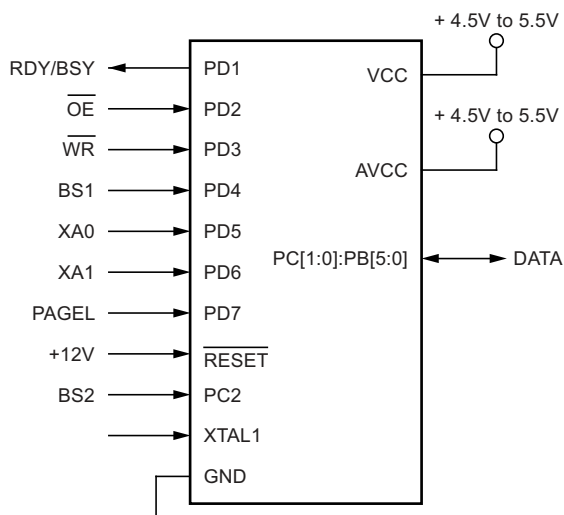 + 4.5V to 5.5V
RDY/BSY
PD1
VCC
OE
PD2
+ 4.5V to 5.5V
WR
PD3
BS1
PD4
AVCC
XA0
PD5
PC[1:0]:PB[5:0]
DATA
XA1
PD6
PAGEL
PD7
+12V
RESET
BS2
PC2
XTAL1
GND